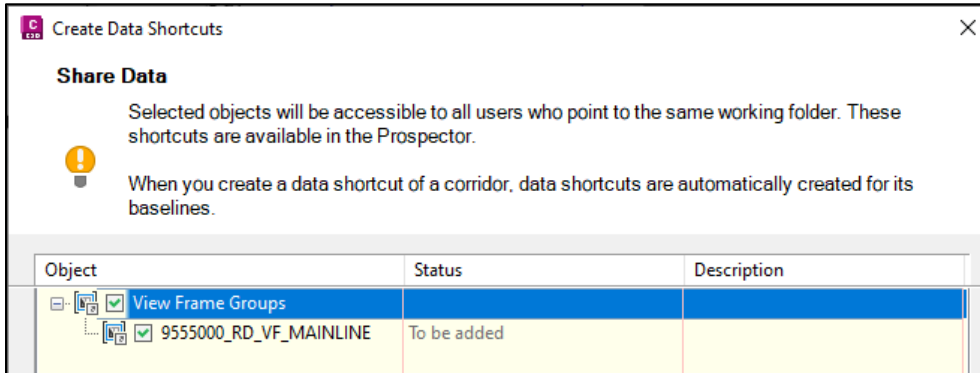 C
C3D
Create Data Shortcuts
Share Data
Selected objects will be accessible to all users who point to the same working folder. These
shortcuts are available in the Prospector.
When you create a data shortcut of a corridor, data shortcuts are automatically created for its
baselines.
Object Status Description
View Frame Groups
9555000_RD_VF_MAINLINE To be added